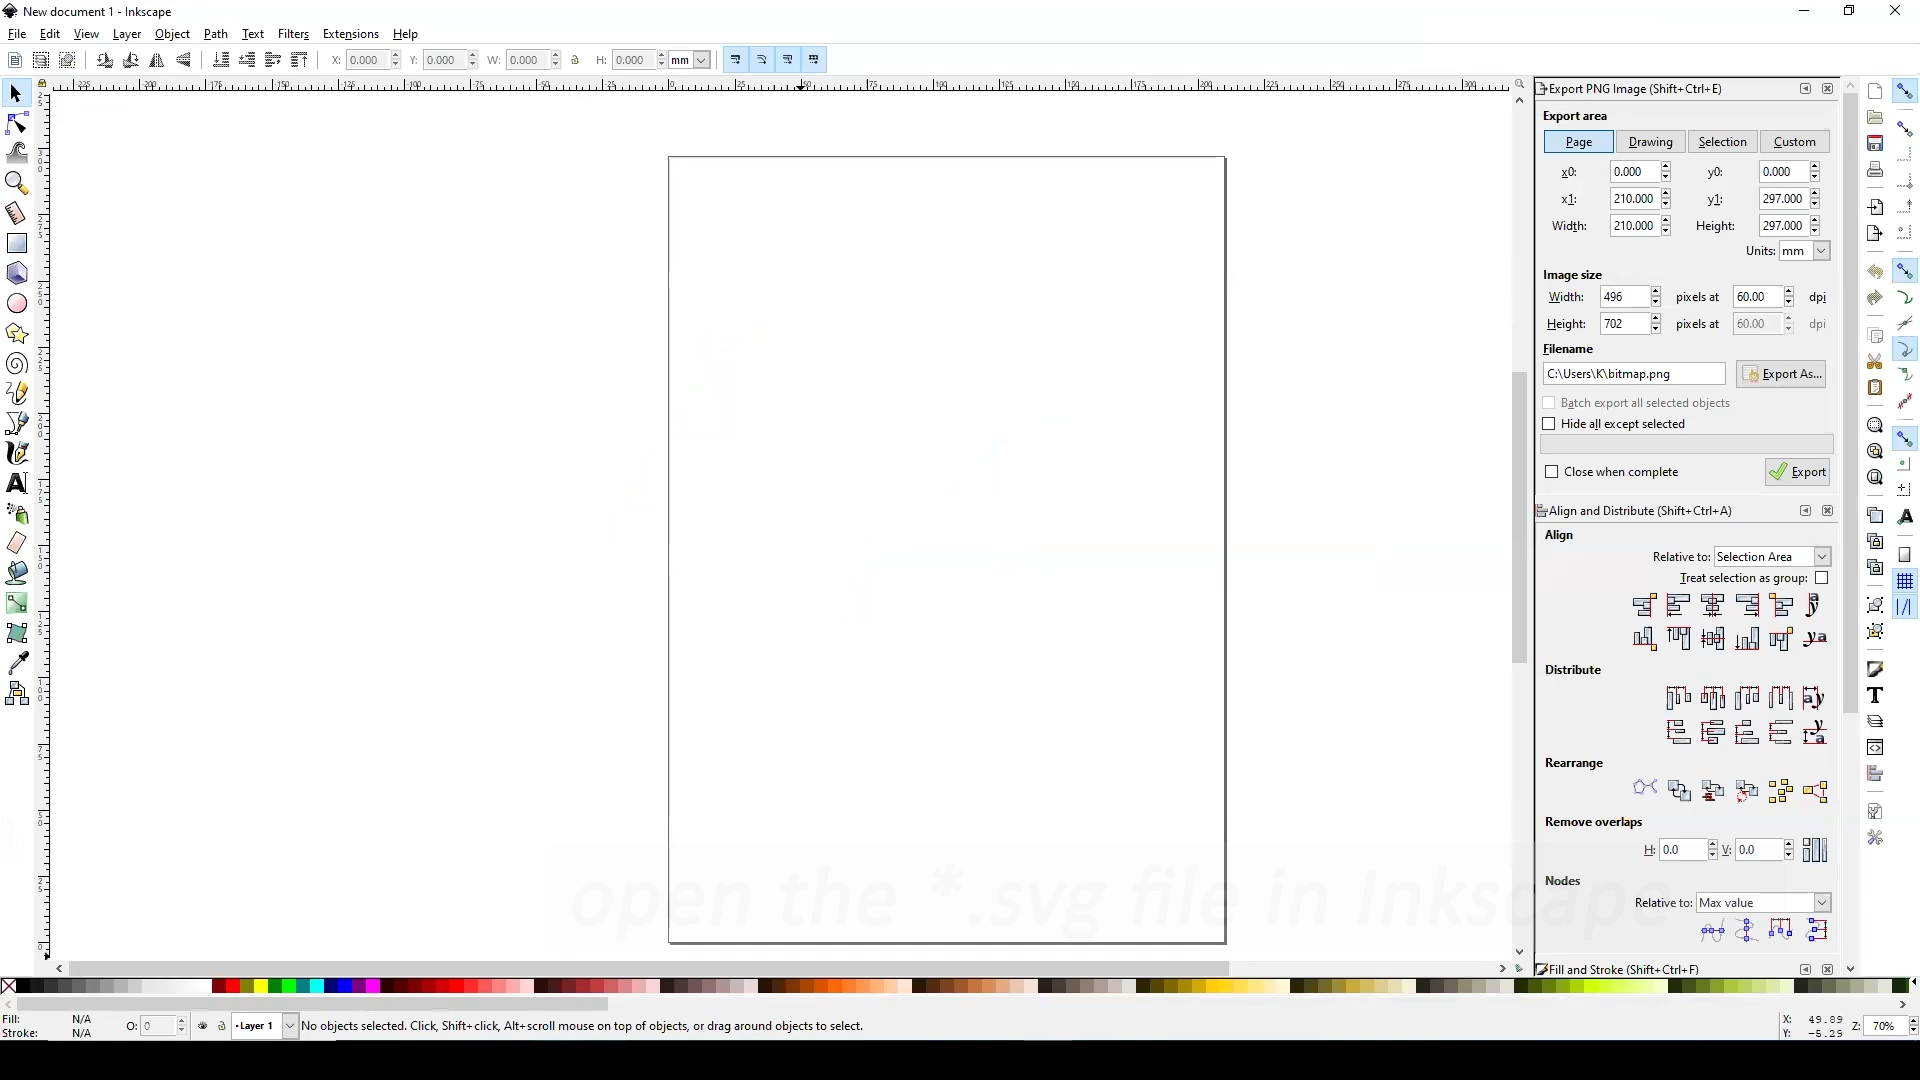 New document 1 - Inkscape
File Edit View Layer Object Path Text Filters Extensions Help
X: 0.000 Y: 0.000 W: 0.000 H: 0.000 mm
Export PNG Image (Shift+Ctrl+E)
Export area
Page Drawing Selection Custom
x0: 0.000 y0: 0.000
x1: 210.000 y1: 297.000
Width: 210.000 Height: 297.000
Units: mm
Image size
Width: 496 pixels at 60.00 dpi
Height: 702 pixels at 60.00 dpi
Filename
C:\Users\K\bitmap.png Export As...
Batch export all selected objects
Hide all except selected
Close when complete Export
Align and Distribute (Shift+Ctrl+A)
Align
Relative to: Selection Area
Treat selection as group:
Distribute
Rearrange
Remove overlaps
H: 0.0 V: 0.0
Nodes
open the *.svg file in Inkscape
Relative to: Max value
Fill and Stroke (Shift+Ctrl+F)
Fill: N/A
Stroke: N/A
O: 0 Layer 1 No objects selected. Click, Shift+click, Alt+scroll mouse on top of objects, or drag around objects to select.
X: 49.89
Y: -5.25
Z: 70%